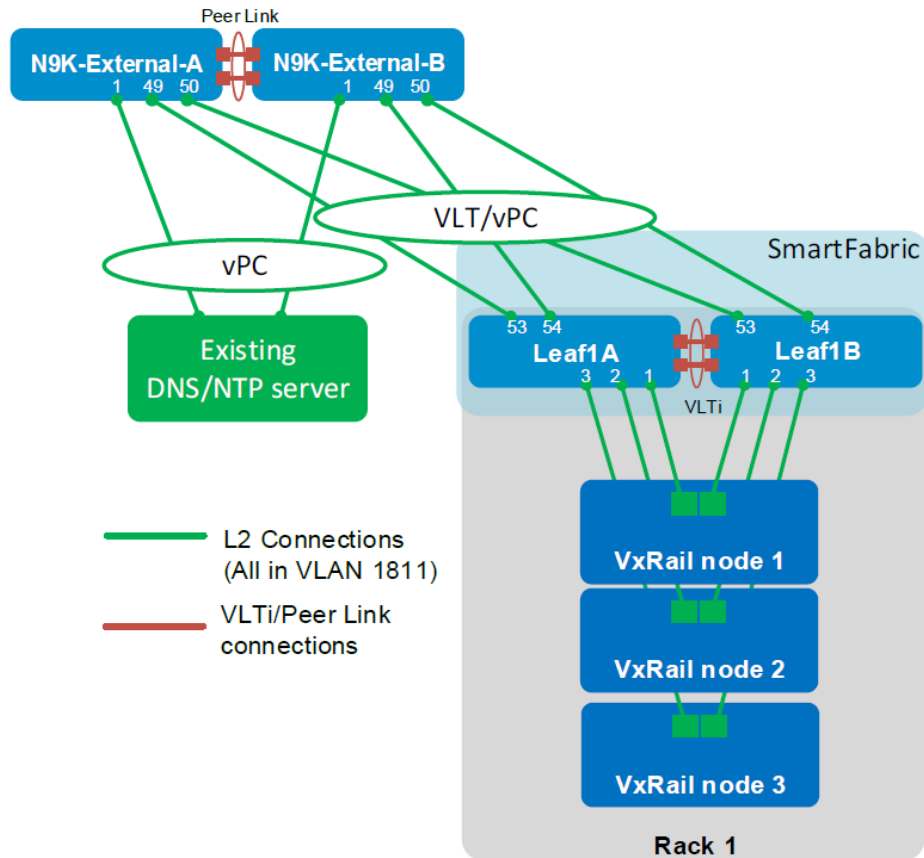 Peer Link
N9K-External-A
N9K-External-B
1 49 50
1 49 50
VLT/vPC
vPC
SmartFabric
Existing
DNS/NTP server
53 54
53 54
Leaf1A
Leaf1B
3 2 1
1 2 3
VLTi
L2 Connections
(All in VLAN 1811)
VLTi/Peer Link
connections
VxRail node 1
VxRail node 2
VxRail node 3
Rack 1